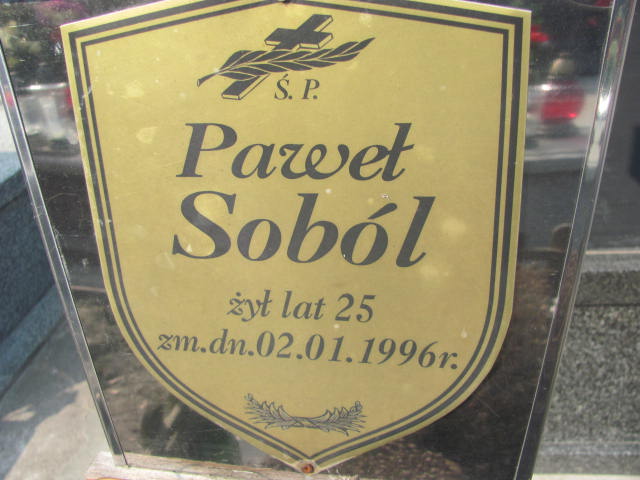 Ś. P.
Paweł
Soból
żył lat 25
zm.dn.02.01.1996r.